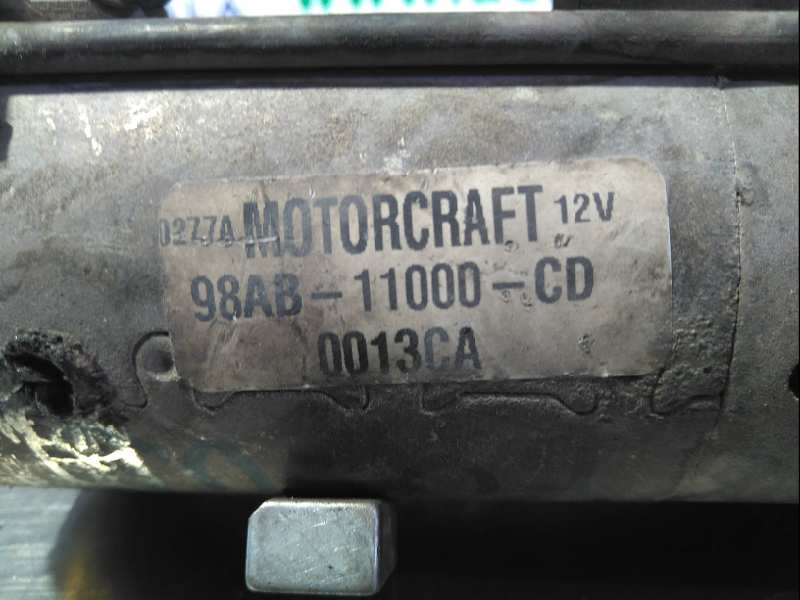 0277A MOTORCRAFT 12V
98AB-11000-CD
0013CA